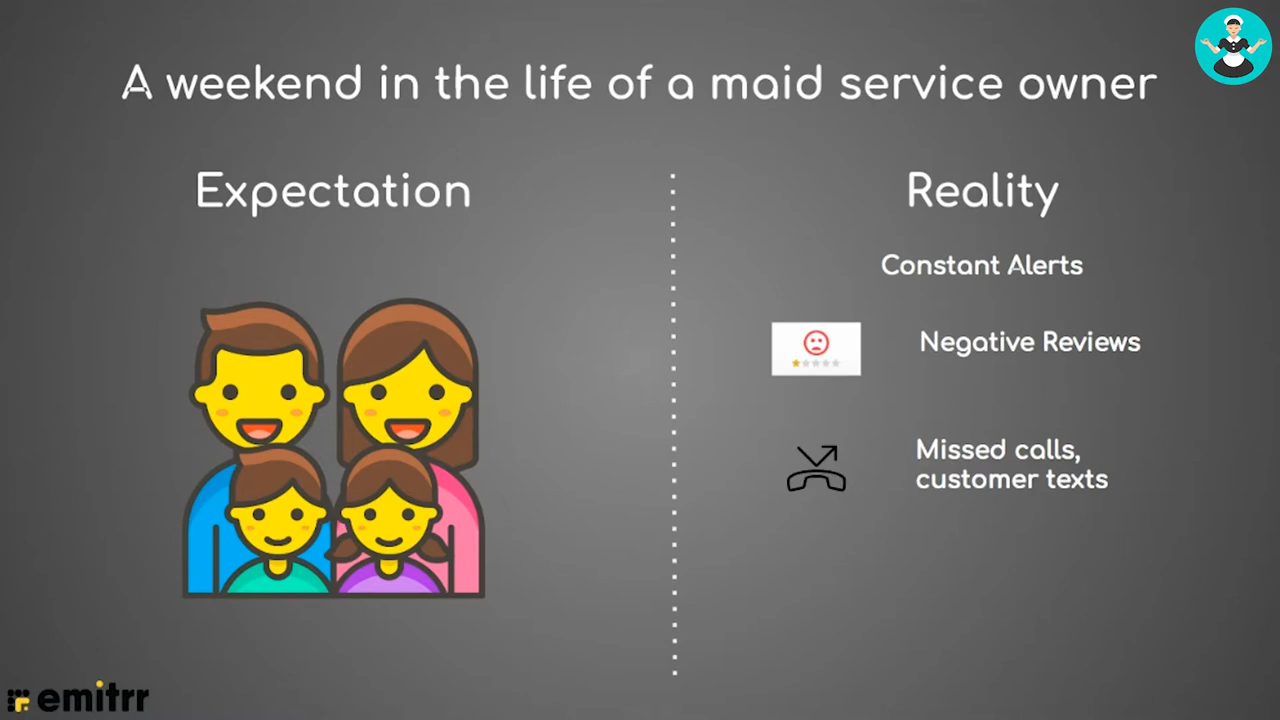 A weekend in the life of a maid service owner
Expectation
Reality
Constant Alerts
Negative Reviews
Missed calls,
customer texts
emitrr